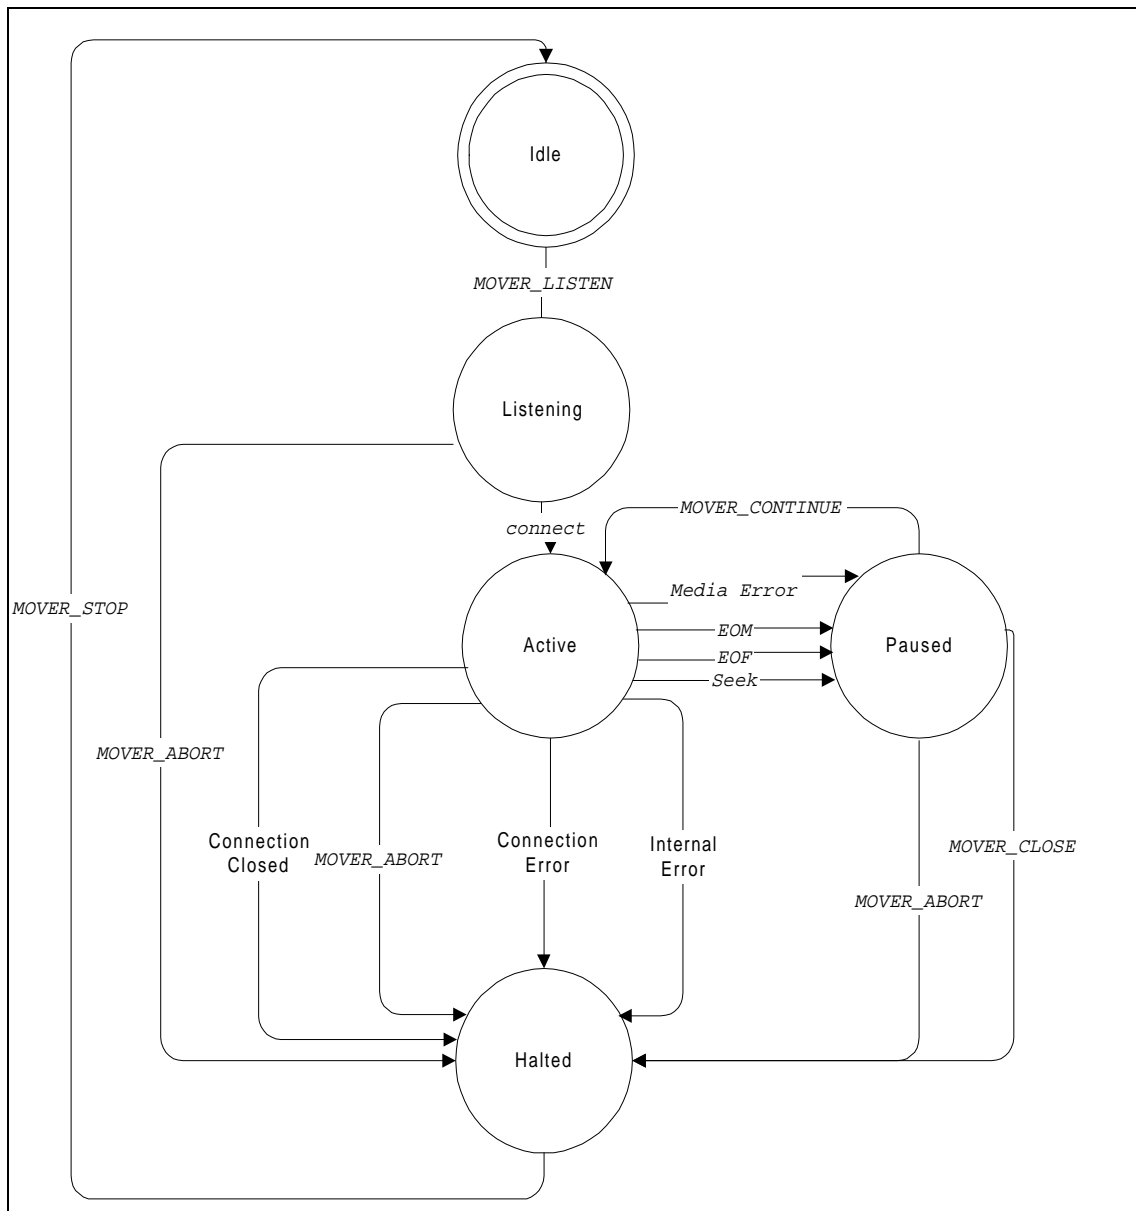 Idle
MOVER_LISTEN
Listening
MOVER_CONTINUE
connect
Media Error
MOVER_STOP
EOM
Active
Paused
EOF
Seek
MOVER_ABORT
Connection
Closed
MOVER_ABORT
Connection
Error
Internal
Error
MOVER_CLOSE
MOVER_ABORT
Halted